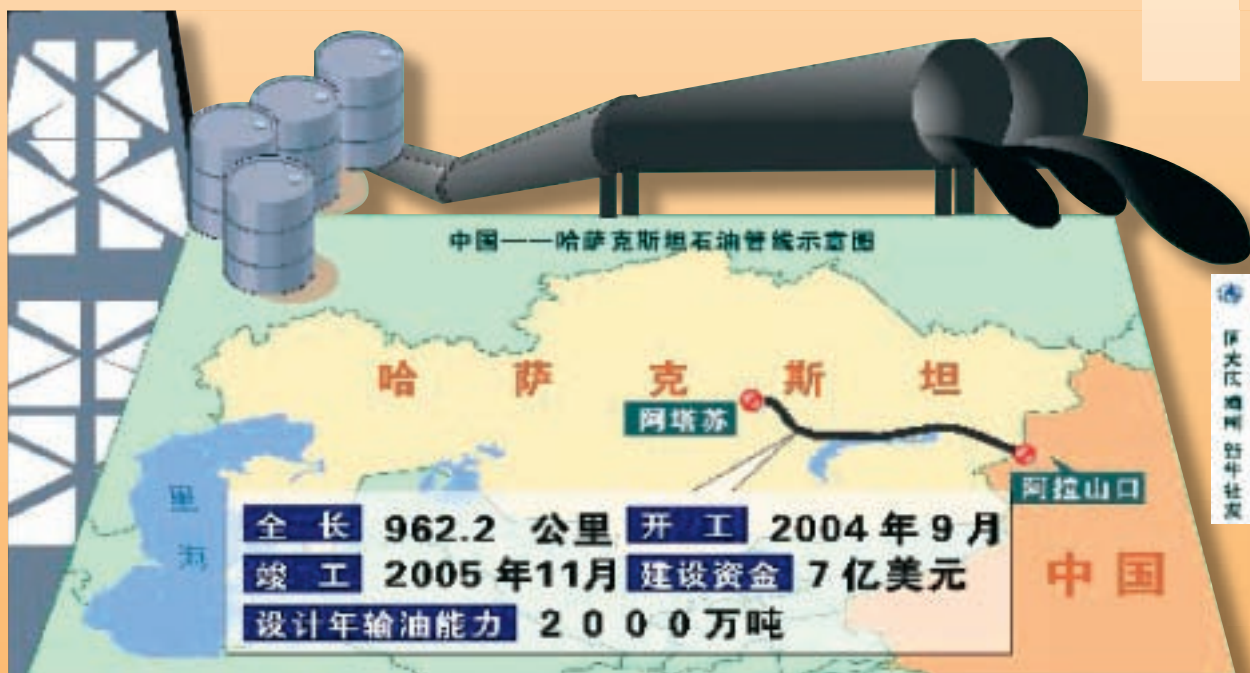 中国——哈萨克斯坦石油管线示意图
哈萨克斯坦
阿塔苏
阿拉山口
里海
中国
全长 962.2 公里 开工 2004年9月
竣工 2005年11月 建设资金 7亿美元
设计年输油能力 2000万吨
新华社发